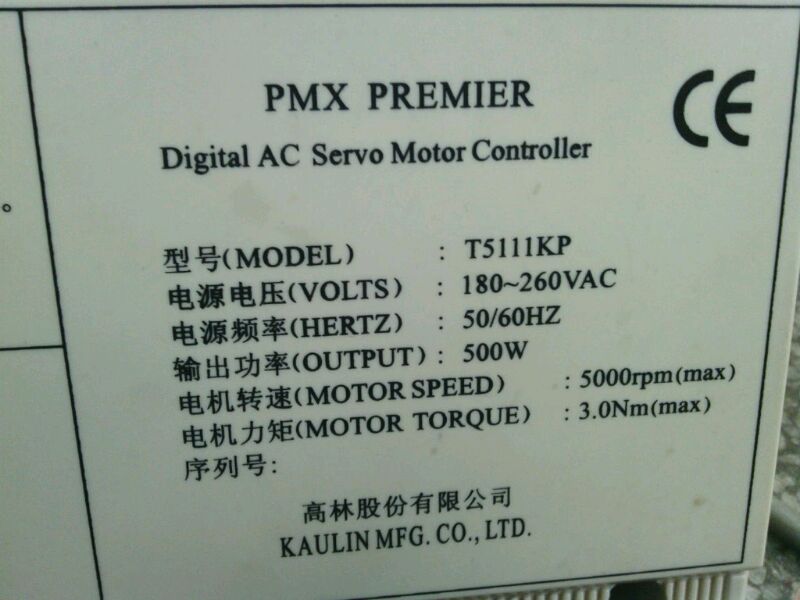 PMX PREMIER
CE
Digital AC Servo Motor Controller
型号(MODEL) : T5111KP
电源电压(VOLTS) : 180~260VAC
电源频率(HERTZ) : 50/60HZ
输出功率(OUTPUT) : 500W
电机转速(MOTOR SPEED) : 5000rpm(max)
电机力矩(MOTOR TORQUE) : 3.0Nm(max)
序列号:
高林股份有限公司
KAULIN MFG. CO., LTD.
。